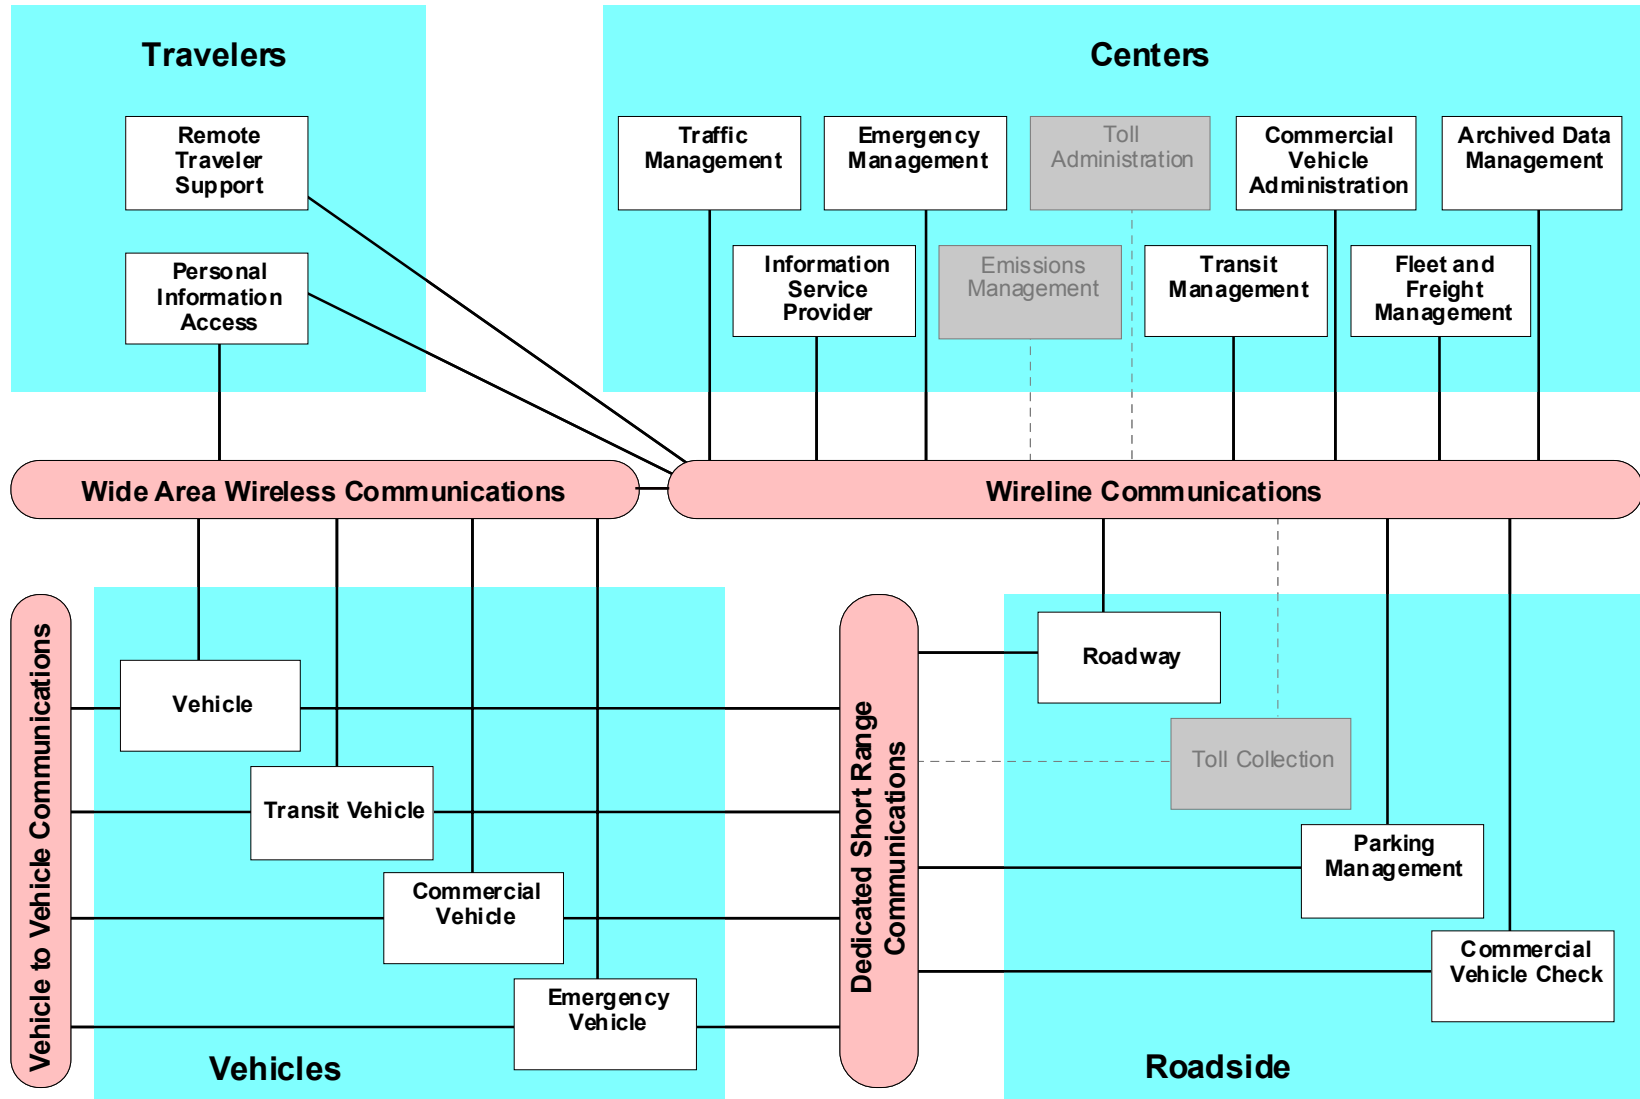 Travelers
Centers
Remote
Traveler
Support
Personal
Information
Access
Traffic
Management
Emergency
Management
Toll
Administration
Commercial
Vehicle
Administration
Archived Data
Management
Information
Service
Provider
Emissions
Management
Transit
Management
Fleet and
Freight
Management
Wide Area Wireless Communications
Wireline Communications
Vehicle to Vehicle Communications
Vehicle
Transit Vehicle
Commercial
Vehicle
Emergency
Vehicle
Vehicles
Dedicated Short Range
Communications
Roadway
Toll Collection
Parking
Management
Commercial
Vehicle Check
Roadside